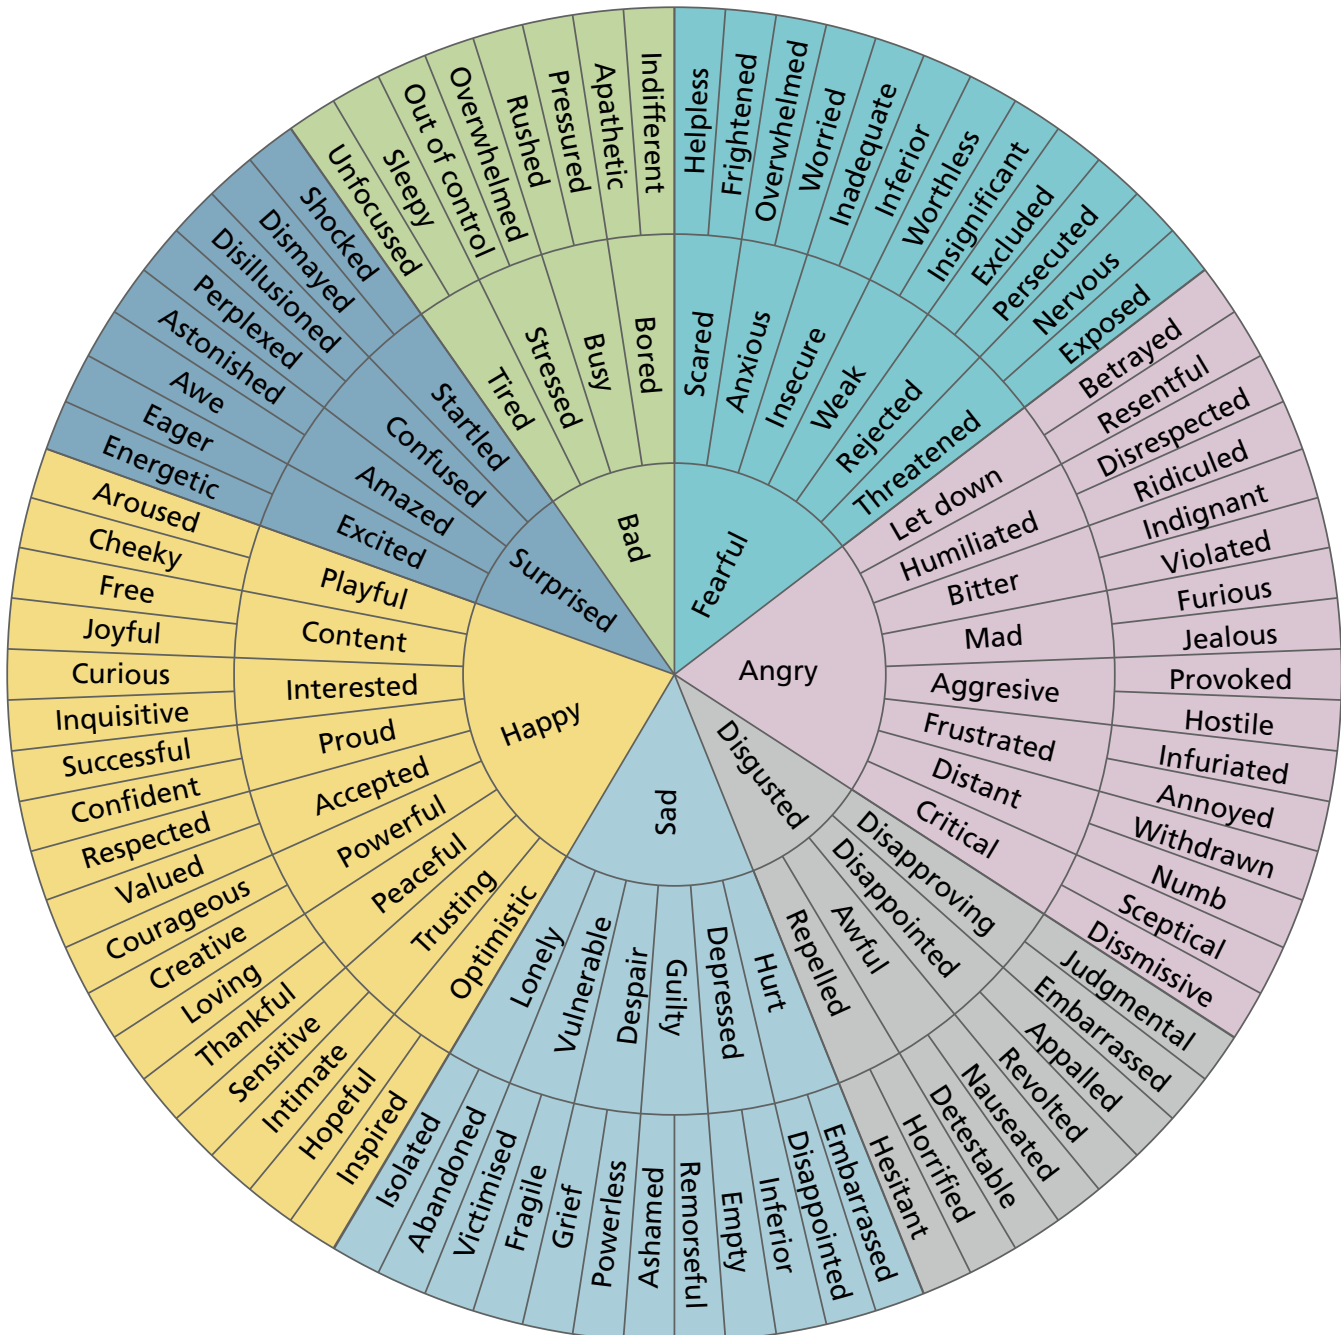 Fearful
Angry
Disgusted
Sad
Happy
Surprised
Bad
Scared
Anxious
Insecure
Weak
Rejected
Threatened
Let down
Humiliated
Bitter
Mad
Aggresive
Frustrated
Distant
Critical
Disapproving
Disappointed
Awful
Repelled
Hurt
Depressed
Guilty
Despair
Vulnerable
Lonely
Optimistic
Trusting
Peaceful
Powerful
Accepted
Proud
Interested
Content
Playful
Excited
Amazed
Confused
Startled
Tired
Stressed
Busy
Bored
Helpless
Frightened
Overwhelmed
Worried
Inadequate
Inferior
Worthless
Insignificant
Excluded
Persecuted
Nervous
Exposed
Betrayed
Resentful
Disrespected
Ridiculed
Indignant
Violated
Furious
Jealous
Provoked
Hostile
Infuriated
Annoyed
Withdrawn
Numb
Sceptical
Dissmissive
Judgmental
Embarrassed
Appalled
Revolted
Nauseated
Detestable
Horrified
Hesitant
Embarrassed
Disappointed
Inferior
Empty
Remorseful
Ashamed
Powerless
Grief
Fragile
Victimised
Abandoned
Isolated
Inspired
Hopeful
Intimate
Sensitive
Thankful
Loving
Creative
Courageous
Valued
Respected
Confident
Successful
Inquisitive
Curious
Joyful
Free
Cheeky
Aroused
Energetic
Eager
Awe
Astonished
Perplexed
Disillusioned
Dismayed
Shocked
Unfocussed
Sleepy
Out of control
Overwhelmed
Rushed
Pressured
Apathetic
Indifferent